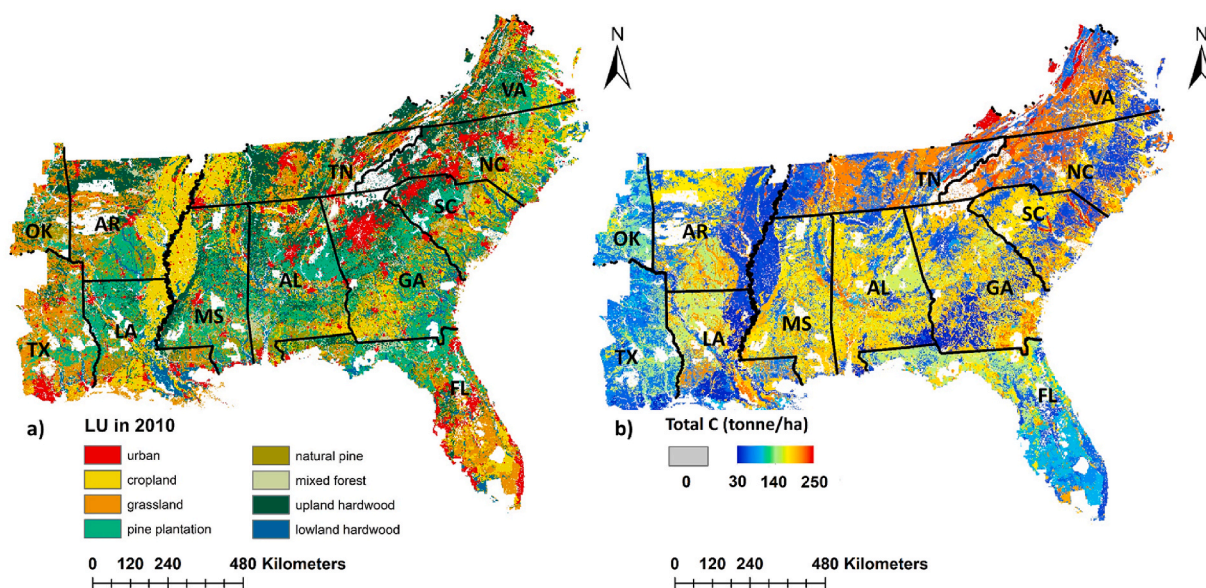 N
VA
TN
NC
AR
OK
SC
AL
GA
MS
LA
TX
FL
a)
LU in 2010
urban
cropland
grassland
pine plantation
natural pine
mixed forest
upland hardwood
lowland hardwood
0 120 240 480 Kilometers
N
VA
TN
NC
AR
OK
SC
AL
GA
MS
LA
TX
FL
b)
Total C (tonne/ha)
0 30 140 250
0 120 240 480 Kilometers